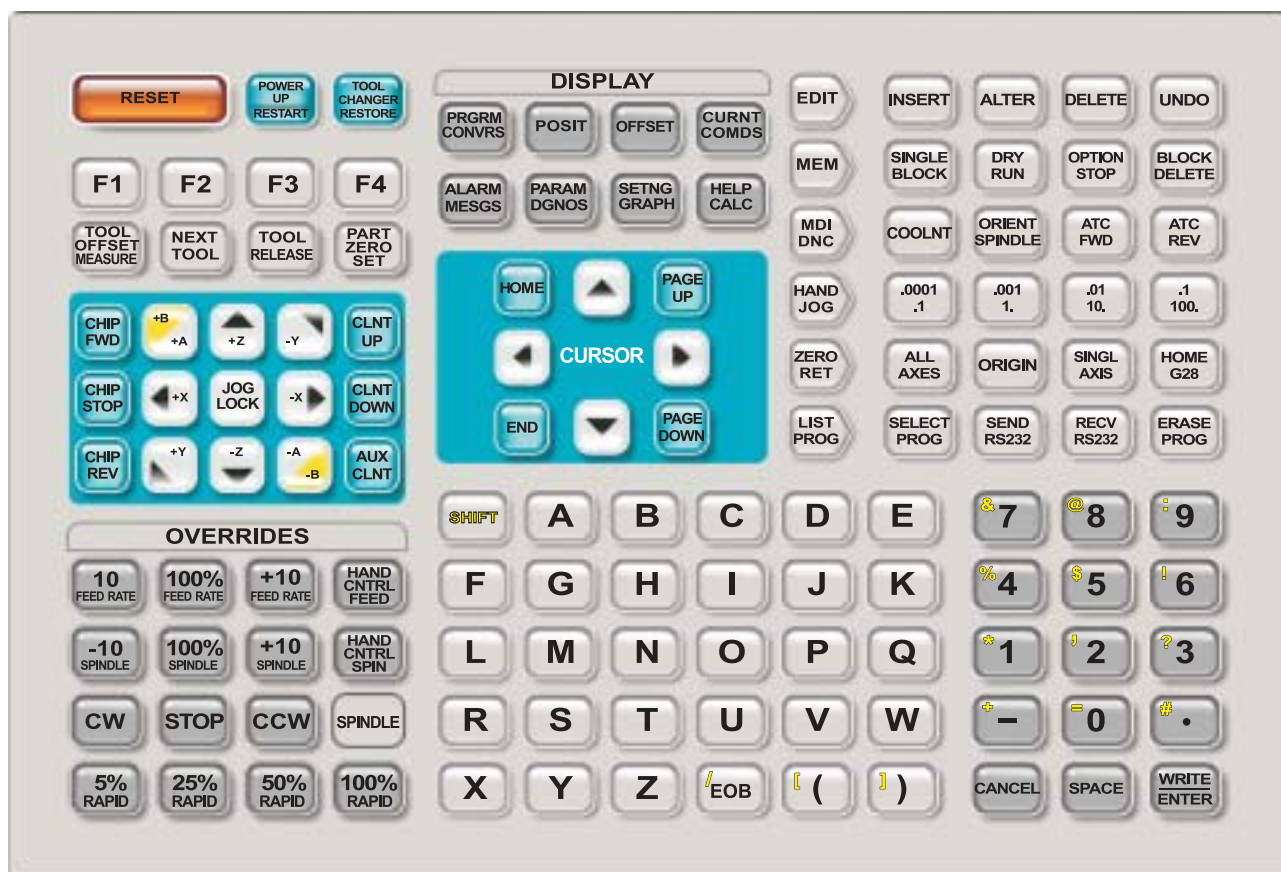 RESET
POWER
UP
RESTART
TOOL
CHANGER
RESTORE
F1
F2
F3
F4
TOOL
OFFSET
MEASURE
NEXT
TOOL
TOOL
RELEASE
PART
ZERO
SET
CHIP
FWD
+B
+A
+Z
-Y
CLNT
UP
CHIP
STOP
+X
JOG
LOCK
-X
CLNT
DOWN
CHIP
REV
+Y
-Z
-A
-B
AUX
CLNT
OVERRIDES
10
FEED RATE
100%
FEED RATE
+10
FEED RATE
HAND
CNTRL
FEED
-10
SPINDLE
100%
SPINDLE
+10
SPINDLE
HAND
CNTRL
SPIN
CW
STOP
CCW
SPINDLE
5%
RAPID
25%
RAPID
50%
RAPID
100%
RAPID
DISPLAY
PRGRM
CONVRS
POSIT
OFFSET
CURNT
COMDS
ALARM
MESGS
PARAM
DGNOS
SETNG
GRAPH
HELP
CALC
HOME
PAGE
UP
CURSOR
END
PAGE
DOWN
EDIT
INSERT
ALTER
DELETE
UNDO
MEM
SINGLE
BLOCK
DRY
RUN
OPTION
STOP
BLOCK
DELETE
MDI
DNC
COOLNT
ORIENT
SPINDLE
ATC
FWD
ATC
REV
HAND
JOG
.0001
.1
.001
1.
.01
10.
.1
100.
ZERO
RET
ALL
AXES
ORIGIN
SINGL
AXIS
HOME
G28
LIST
PROG
SELECT
PROG
SEND
RS232
RECV
RS232
ERASE
PROG
SHIFT
A
B
C
D
E
F
G
H
I
J
K
L
M
N
O
P
Q
R
S
T
U
V
W
X
Y
Z
/ EOB
[ (
] )
& 7
@ 8
: 9
% 4
$ 5
! 6
* 1
, 2
? 3
+ -
= 0
# .
CANCEL
SPACE
WRITE
ENTER